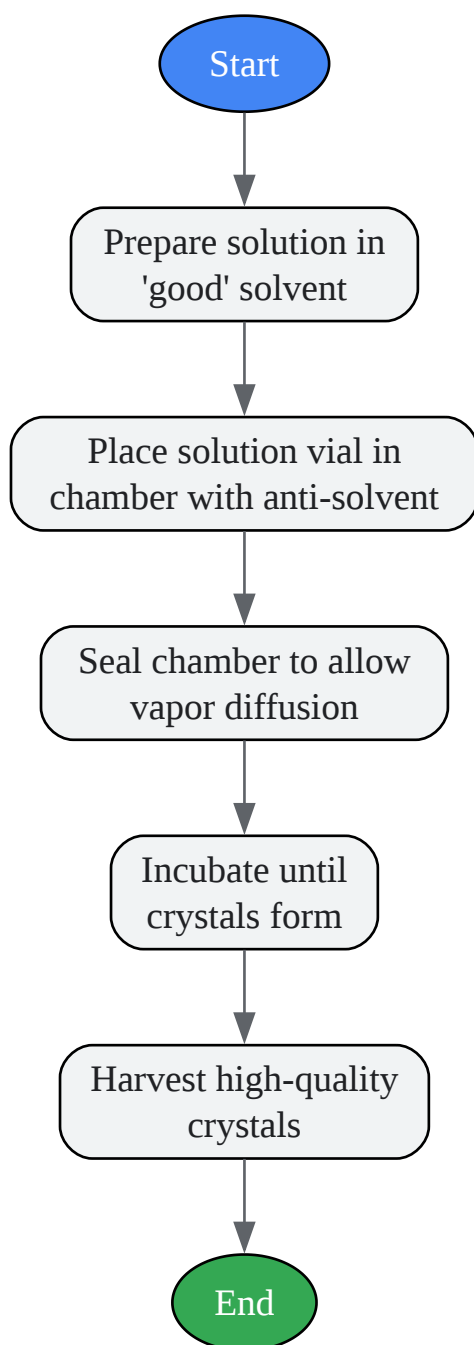 Start
Prepare solution in
'good' solvent
Place solution vial in
chamber with anti-solvent
Seal chamber to allow
vapor diffusion
Incubate until
crystals form
Harvest high-quality
crystals
End